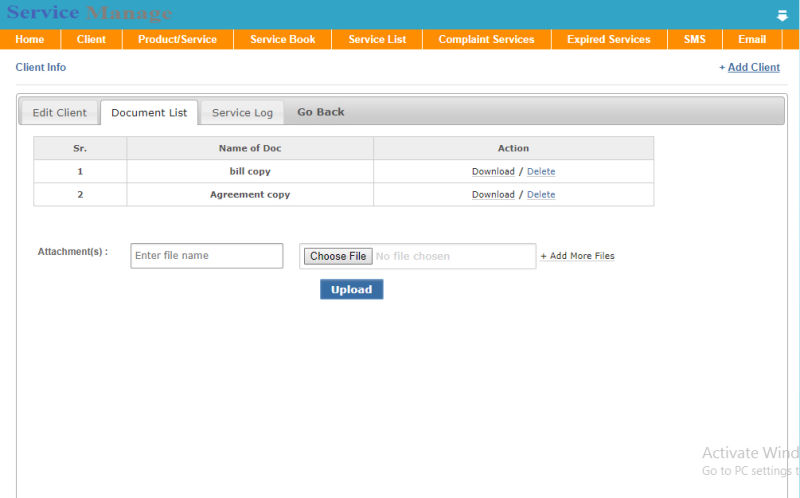 Service Manage
Home Client Product/Service Service Book Service List Complaint Services Expired Services SMS Email
Client Info + Add Client
Edit Client Document List Service Log Go Back
Sr. Name of Doc Action
1 bill copy Download / Delete
2 Agreement copy Download / Delete
Attachment(s) : Enter file name Choose File No file chosen + Add More Files
Upload
Activate Wind
Go to PC settings t